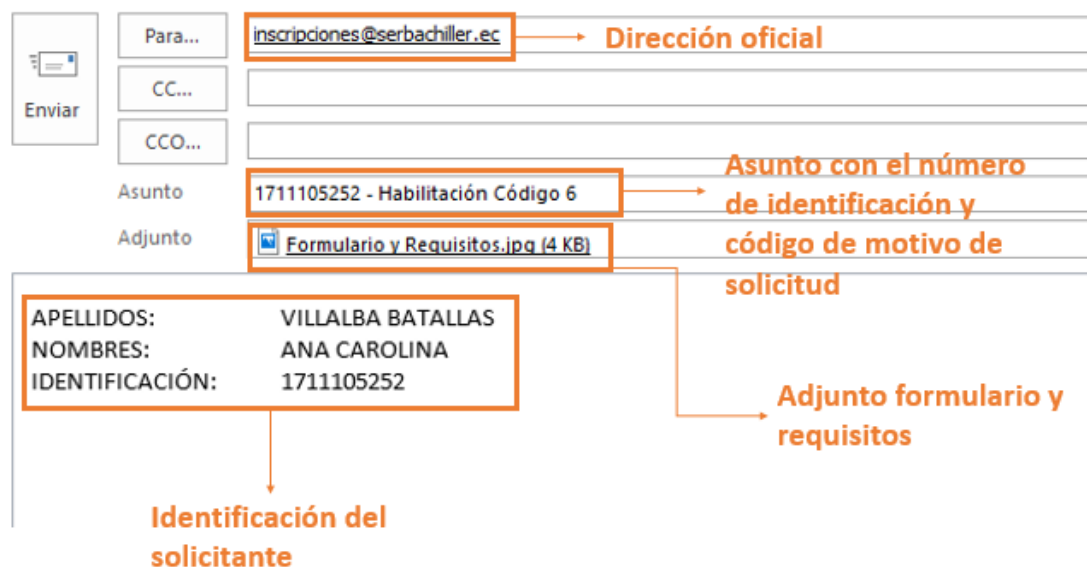 Para...
inscripciones@serbachiller.ec
Dirección oficial
Enviar
CC...
CCO...
Asunto
1711105252 - Habilitación Código 6
Asunto con el número
de identificación y
código de motivo de
solicitud
Adjunto
Formulario y Requisitos.jpg (4 KB)
APELLIDOS: VILLALBA BATALLAS
NOMBRES: ANA CAROLINA
IDENTIFICACIÓN: 1711105252
Adjunto formulario y
requisitos
Identificación del
solicitante